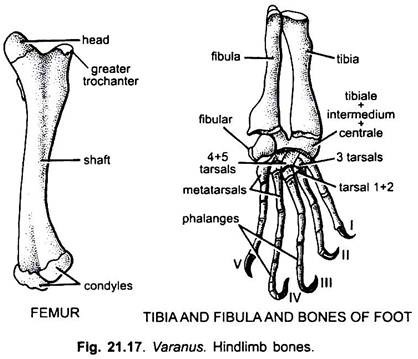 head
greater
trochanter
shaft
condyles
FEMUR
fibula
tibia
tibiale
+
intermedium
+
centrale
fibular
4+5
tarsals
3 tarsals
tarsal 1+2
metatarsals
phalanges
I
II
III
IV
V
TIBIA AND FIBULA AND BONES OF FOOT
Fig. 21.17. Varanus. Hindlimb bones.